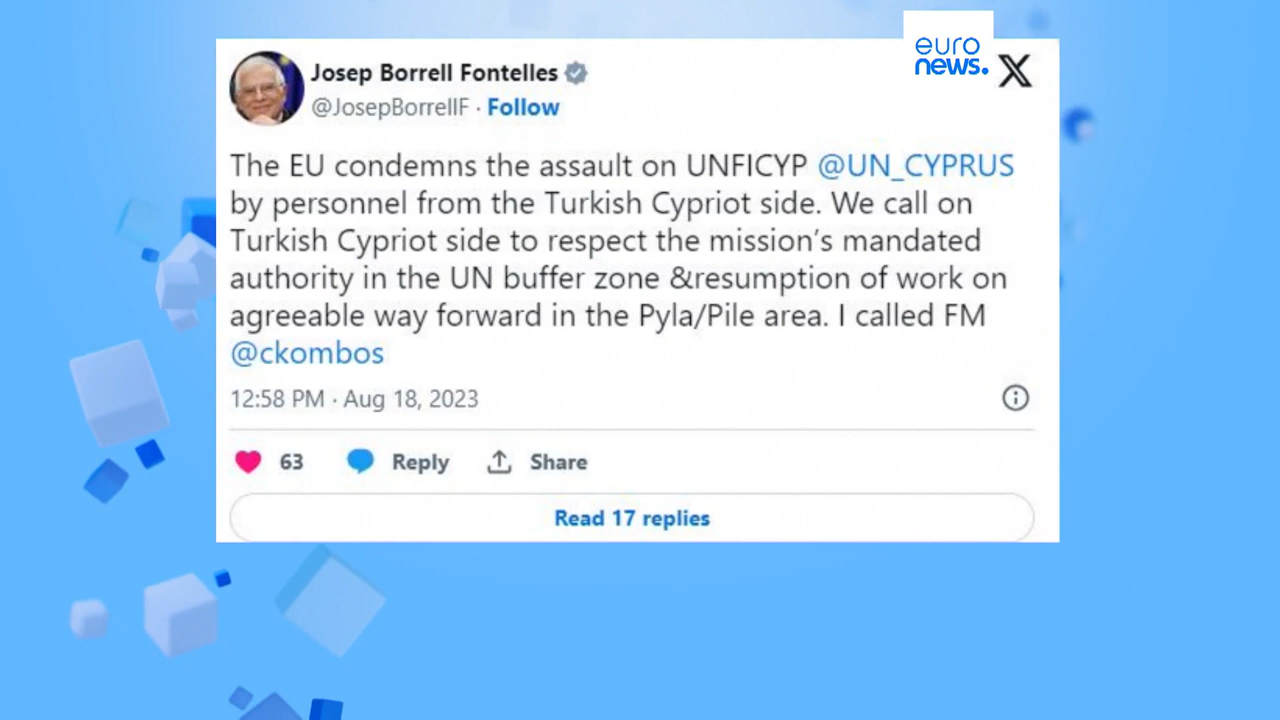 euro
news.
Josep Borrell Fontelles
@JosepBorrellF · Follow
X
The EU condemns the assault on UNFICYP @UN_CYPRUS
by personnel from the Turkish Cypriot side. We call on
Turkish Cypriot side to respect the mission’s mandated
authority in the UN buffer zone &resumption of work on
agreeable way forward in the Pyla/Pile area. I called FM
@ckombos
12:58 PM · Aug 18, 2023
63 Reply Share
Read 17 replies